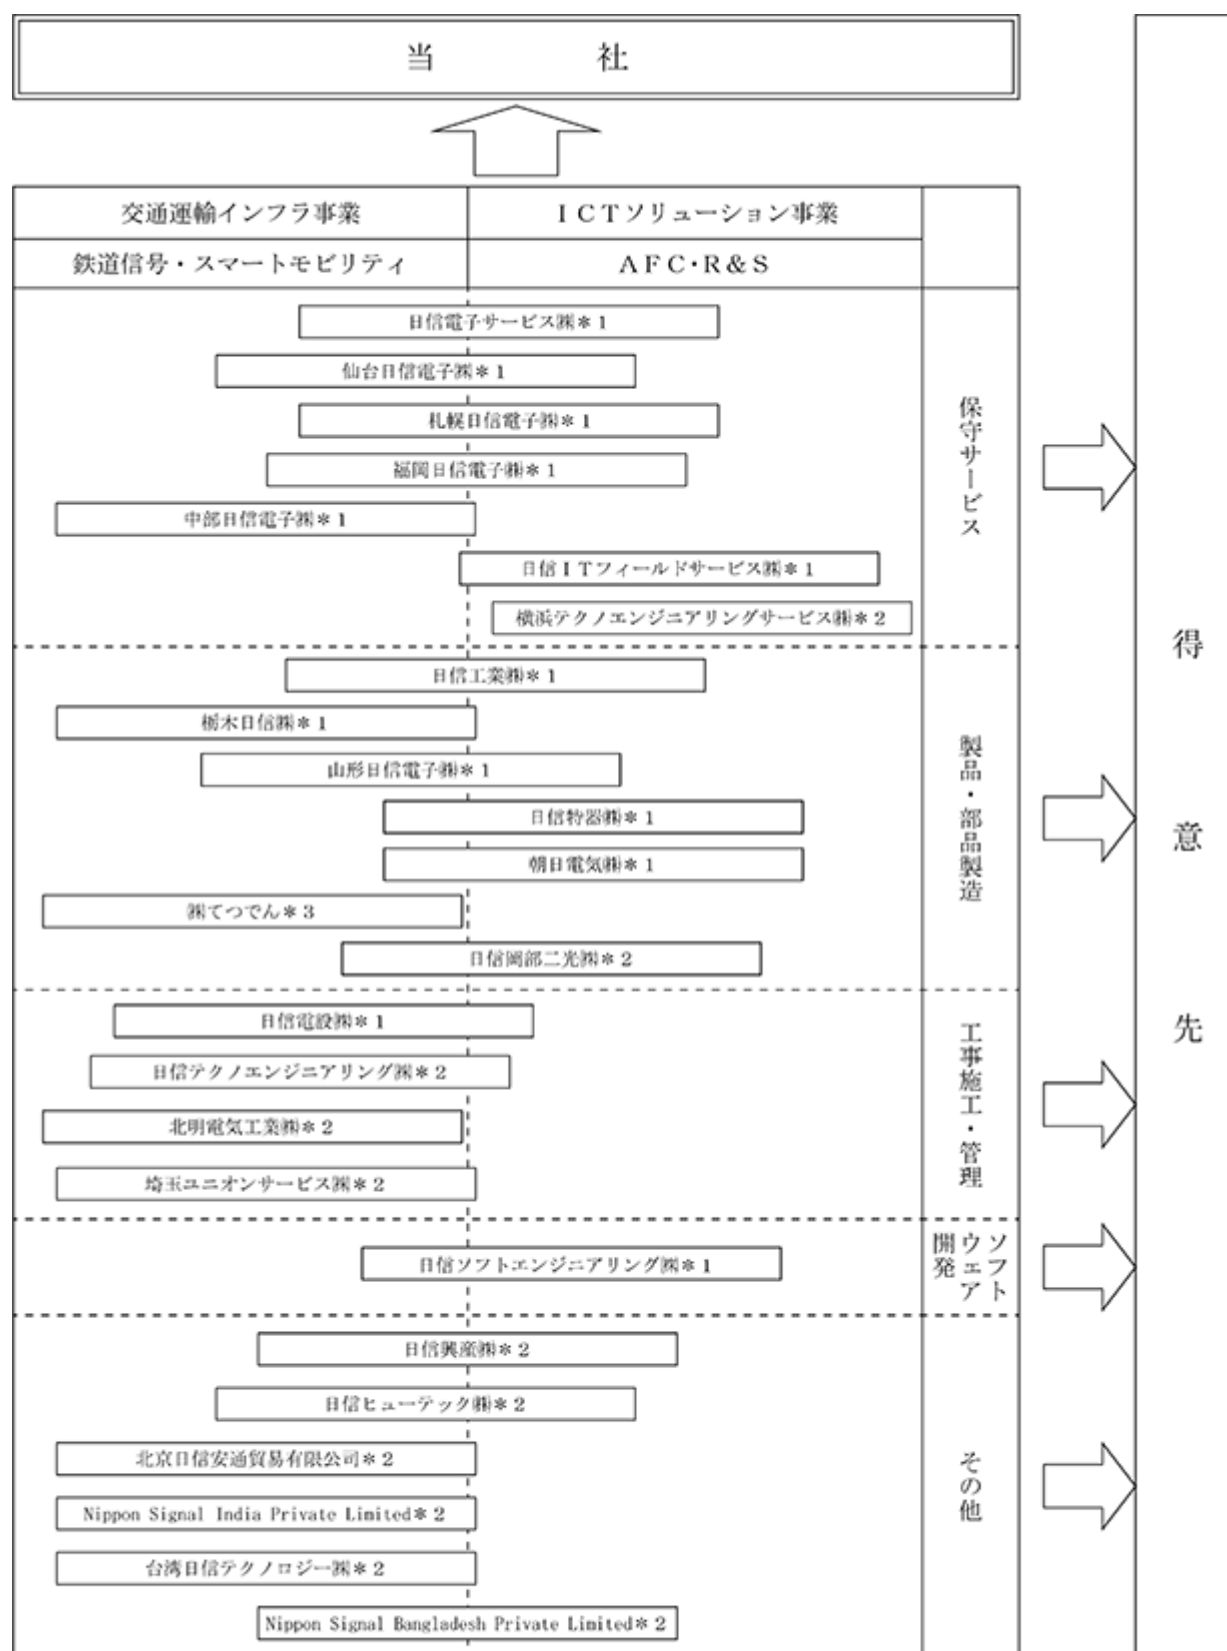 当社
交通運輸インフラ事業
ICTソリューション事業
鉄道信号・スマートモビリティ
AFC・R&S
日信電子サービス㈱＊1
仙台日信電子㈱＊1
札幌日信電子㈱＊1
福岡日信電子㈱＊1
中部日信電子㈱＊1
日信ITフィールドサービス㈱＊1
横浜テクノエンジニアリングサービス㈱＊2
保守サービス
日信工業㈱＊1
栃木日信㈱＊1
山形日信電子㈱＊1
日信特器㈱＊1
朝日電気㈱＊1
㈱てつでん＊3
日信岡部二光㈱＊2
製品・部品製造
日信電設㈱＊1
日信テクノエンジニアリング㈱＊2
北明電気工業㈱＊2
埼玉ユニオンサービス㈱＊2
工事施工・管理
日信ソフトエンジニアリング㈱＊1
ソフト
ウェア
開発
日信興産㈱＊2
日信ヒューテック㈱＊2
北京日信安通貿易有限公司＊2
Nippon Signal India Private Limited＊2
台湾日信テクノロジー㈱＊2
Nippon Signal Bangladesh Private Limited＊2
その他
得意先